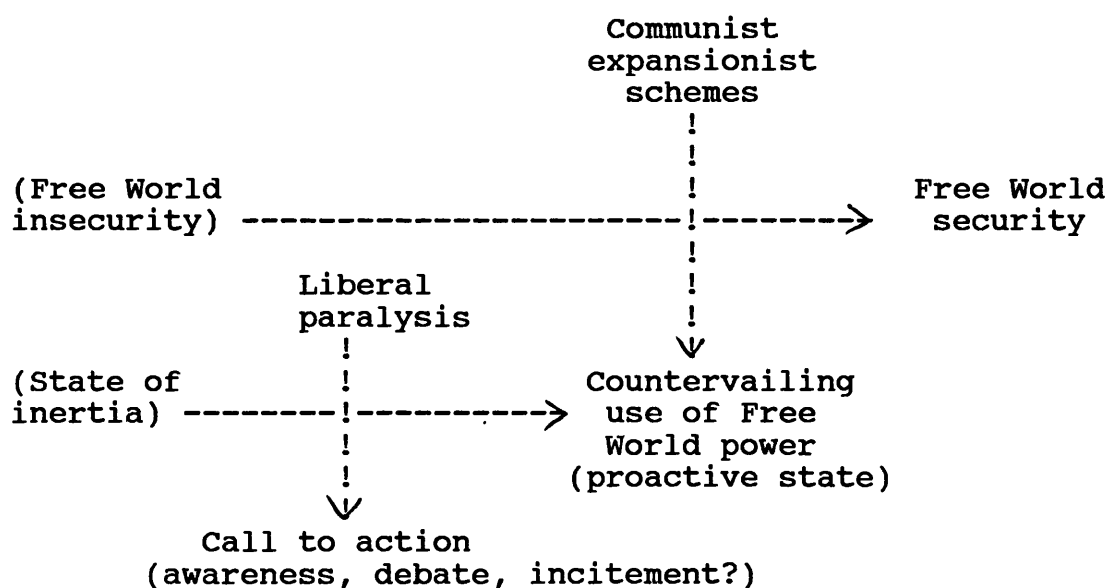 Communist
expansionist
schemes
(Free World
insecurity)
Free World
security
Liberal
paralysis
(State of
inertia)
Countervailing
use of Free
World power
(proactive state)
Call to action
(awareness, debate, incitement?)